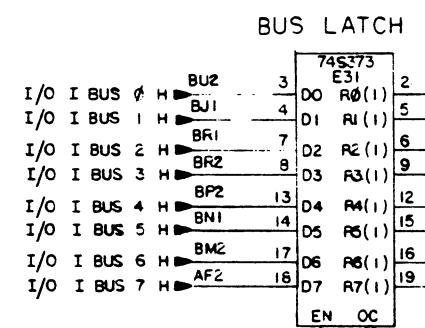 BUS LATCH
74S373
E31
I/O I BUS Ø H BU2 3 D0 RØ(1) 2
I/O I BUS 1 H BJ1 4 D1 R1(1) 5
I/O I BUS 2 H BR1 7 D2 R2(1) 6
I/O I BUS 3 H BR2 8 D3 R3(1) 9
I/O I BUS 4 H BP2 13 D4 R4(1) 12
I/O I BUS 5 H BN1 14 D5 R5(1) 15
I/O I BUS 6 H BM2 17 D6 R6(1) 16
I/O I BUS 7 H AF2 18 D7 R7(1) 19
EN OC